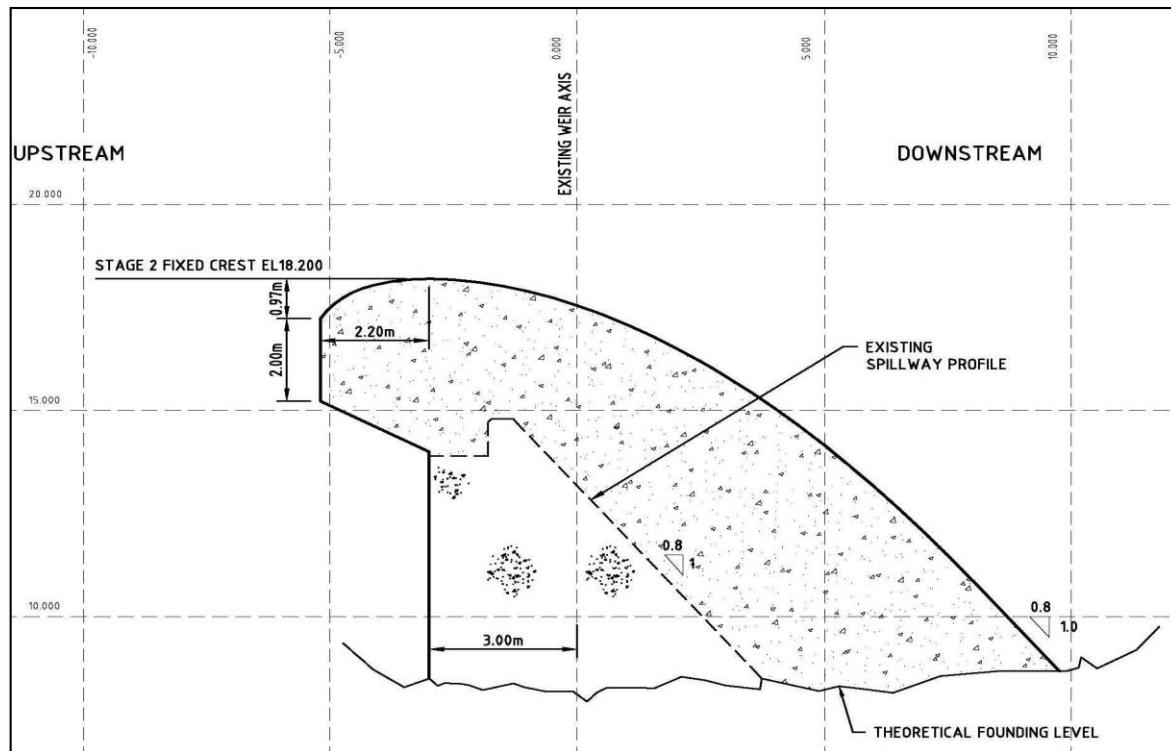 -10.000
-5.000
0.000
5.000
10.000
EXISTING WEIR AXIS
UPSTREAM
DOWNSTREAM
20.000
STAGE 2 FIXED CREST EL18.200
0.97m
2.20m
2.00m
EXISTING
SPILLWAY PROFILE
15.000
0.8
1
10.000
0.8
1.0
3.00m
THEORETICAL FOUNDING LEVEL